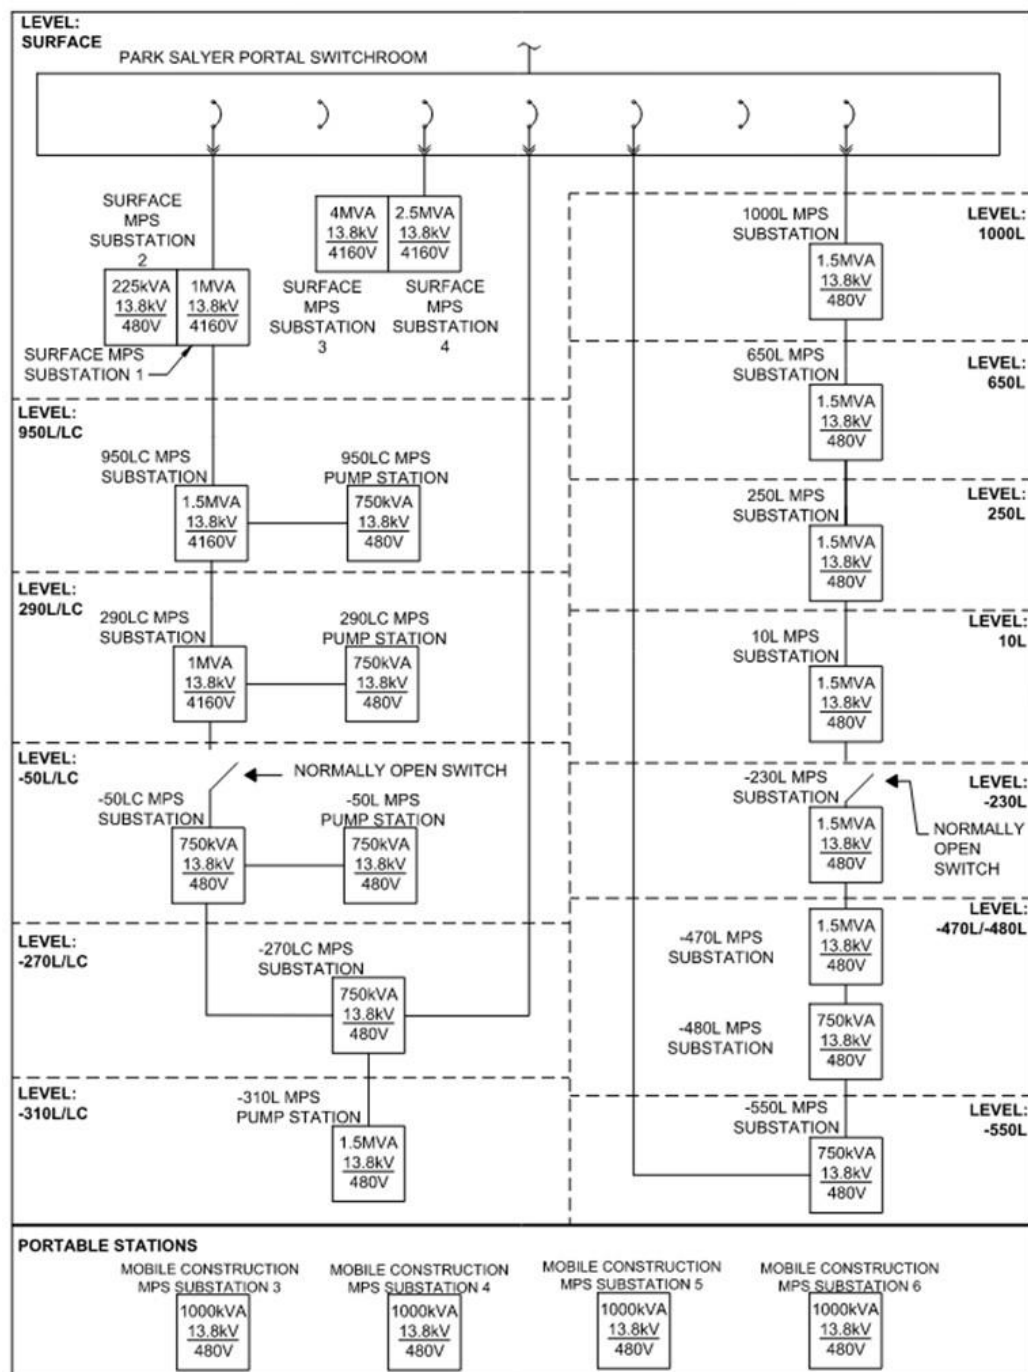 LEVEL:
SURFACE
PARK SALYER PORTAL SWITCHROOM
SURFACE
MPS
SUBSTATION
2
225kVA
13.8kV
480V
1MVA
13.8kV
4160V
SURFACE MPS
SUBSTATION 1
4MVA
13.8kV
4160V
2.5MVA
13.8kV
4160V
SURFACE
MPS
SUBSTATION
3
SURFACE
MPS
SUBSTATION
4
LEVEL:
950L/LC
950LC MPS
SUBSTATION
1.5MVA
13.8kV
4160V
950LC MPS
PUMP STATION
750kVA
13.8kV
480V
LEVEL:
290L/LC
290LC MPS
SUBSTATION
1MVA
13.8kV
4160V
290LC MPS
PUMP STATION
750kVA
13.8kV
480V
LEVEL:
-50L/LC
NORMALLY OPEN SWITCH
-50LC MPS
SUBSTATION
750kVA
13.8kV
480V
-50L MPS
PUMP STATION
750kVA
13.8kV
480V
LEVEL:
-270L/LC
-270LC MPS
SUBSTATION
750kVA
13.8kV
480V
LEVEL:
-310L/LC
-310L MPS
PUMP STATION
1.5MVA
13.8kV
480V
1000L MPS
SUBSTATION
LEVEL:
1000L
1.5MVA
13.8kV
480V
650L MPS
SUBSTATION
LEVEL:
650L
1.5MVA
13.8kV
480V
250L MPS
SUBSTATION
LEVEL:
250L
1.5MVA
13.8kV
480V
10L MPS
SUBSTATION
LEVEL:
10L
1.5MVA
13.8kV
480V
-230L MPS
SUBSTATION
LEVEL:
-230L
NORMALLY
OPEN
SWITCH
1.5MVA
13.8kV
480V
LEVEL:
-470L/-480L
-470L MPS
SUBSTATION
1.5MVA
13.8kV
480V
-480L MPS
SUBSTATION
750kVA
13.8kV
480V
-550L MPS
SUBSTATION
LEVEL:
-550L
750kVA
13.8kV
480V
PORTABLE STATIONS
MOBILE CONSTRUCTION
MPS SUBSTATION 3
1000kVA
13.8kV
480V
MOBILE CONSTRUCTION
MPS SUBSTATION 4
1000kVA
13.8kV
480V
MOBILE CONSTRUCTION
MPS SUBSTATION 5
1000kVA
13.8kV
480V
MOBILE CONSTRUCTION
MPS SUBSTATION 6
1000kVA
13.8kV
480V